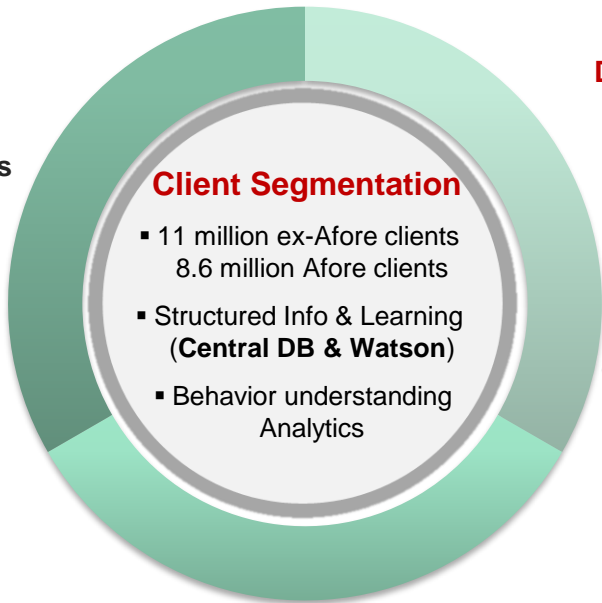 D
s
Client Segmentation
▪ 11 million ex-Afore clients
8.6 million Afore clients
▪ Structured Info & Learning
(Central DB & Watson)
▪ Behavior understanding
Analytics